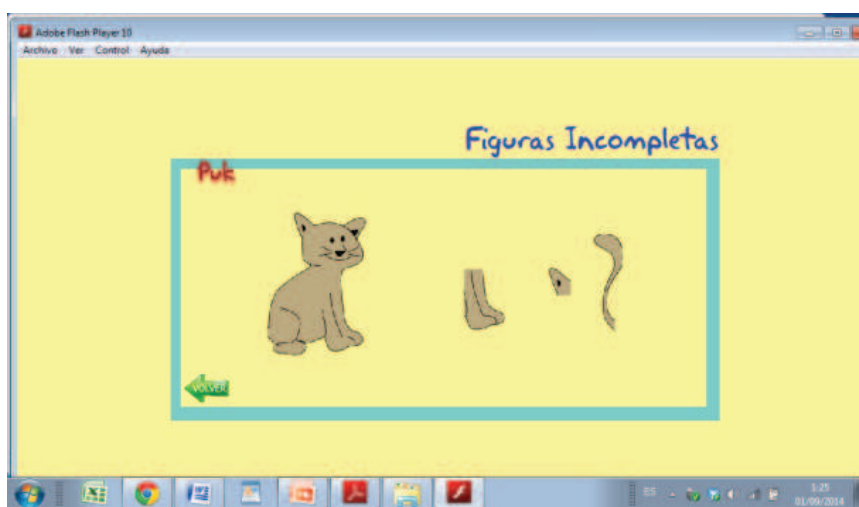 Adobe Flash Player 10
Archivo Ver Control Ayuda
Figuras Incompletas
Puk
VOLVER
ES
1:25
01/09/2014